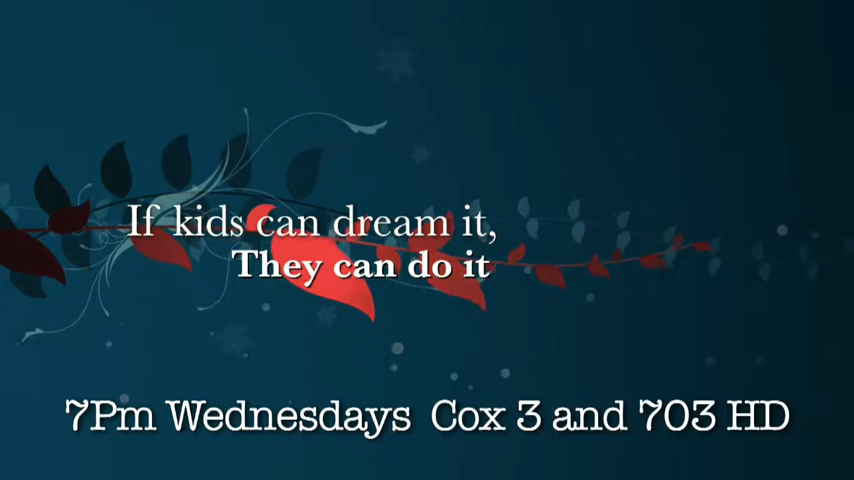 If kids can dream it,
They can do it
7Pm Wednesdays Cox 3 and 703 HD